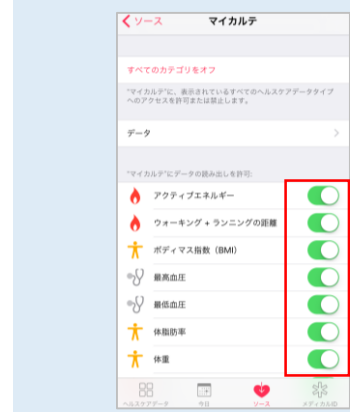 ソース マイカルテ
すべてのカテゴリをオフ
"マイカルテ"に、表示されているすべてのヘルスケアデータタイプ
へのアクセスを許可または禁止します。
データ
"マイカルテ"にデータの読み出しを許可:
アクティブエネルギー
ウォーキング + ランニングの距離
ボディマス指数（BMI）
最高血圧
最低血圧
体脂肪率
体重
ヘルスケアデータ 今日 ソース メディカルID